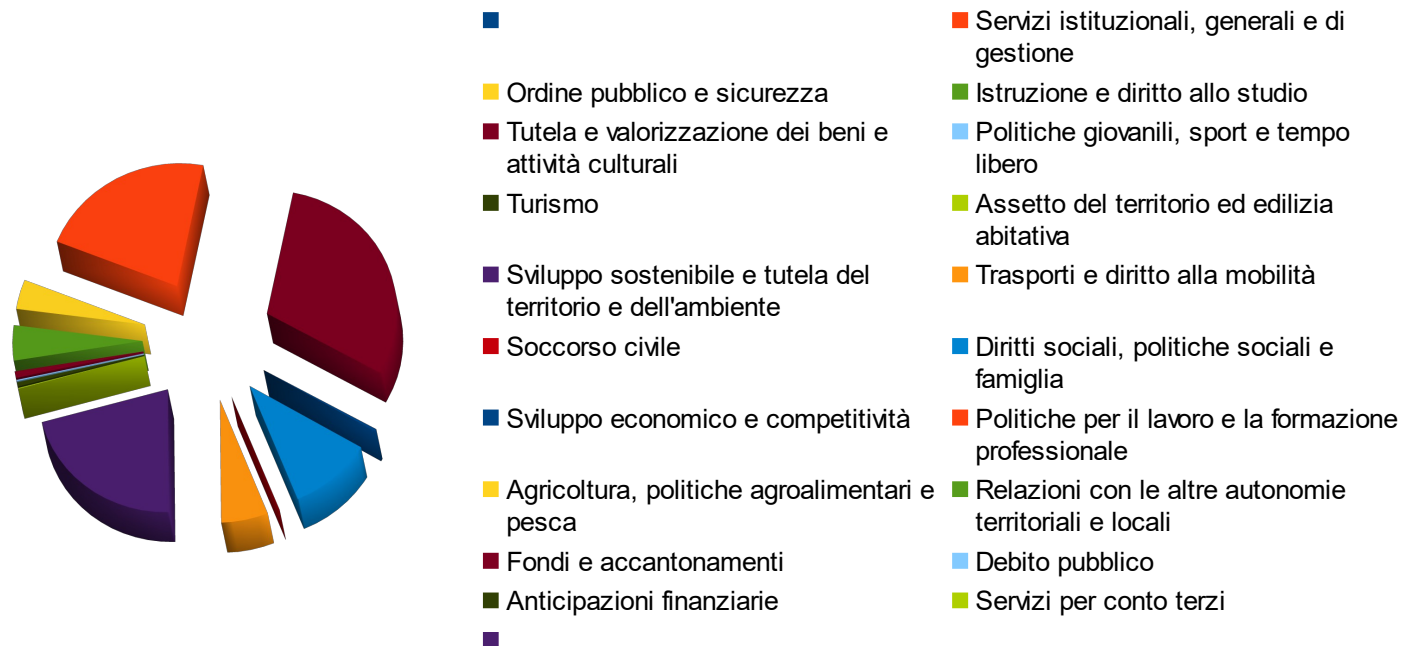 Servizi istituzionali, generali e di
gestione
Ordine pubblico e sicurezza
Istruzione e diritto allo studio
Tutela e valorizzazione dei beni e
attività culturali
Politiche giovanili, sport e tempo
libero
Turismo
Assetto del territorio ed edilizia
abitativa
Sviluppo sostenibile e tutela del
territorio e dell'ambiente
Trasporti e diritto alla mobilità
Soccorso civile
Diritti sociali, politiche sociali e
famiglia
Sviluppo economico e competitività
Politiche per il lavoro e la formazione
professionale
Agricoltura, politiche agroalimentari e
pesca
Relazioni con le altre autonomie
territoriali e locali
Fondi e accantonamenti
Debito pubblico
Anticipazioni finanziarie
Servizi per conto terzi